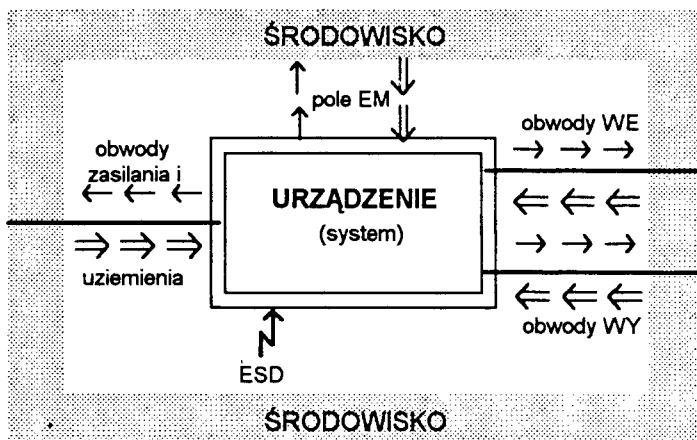 ŚRODOWISKO
pole EM
obwody WE
obwody
zasilania i
URZĄDZENIE
(system)
uziemienia
obwody WY
ESD
ŚRODOWISKO